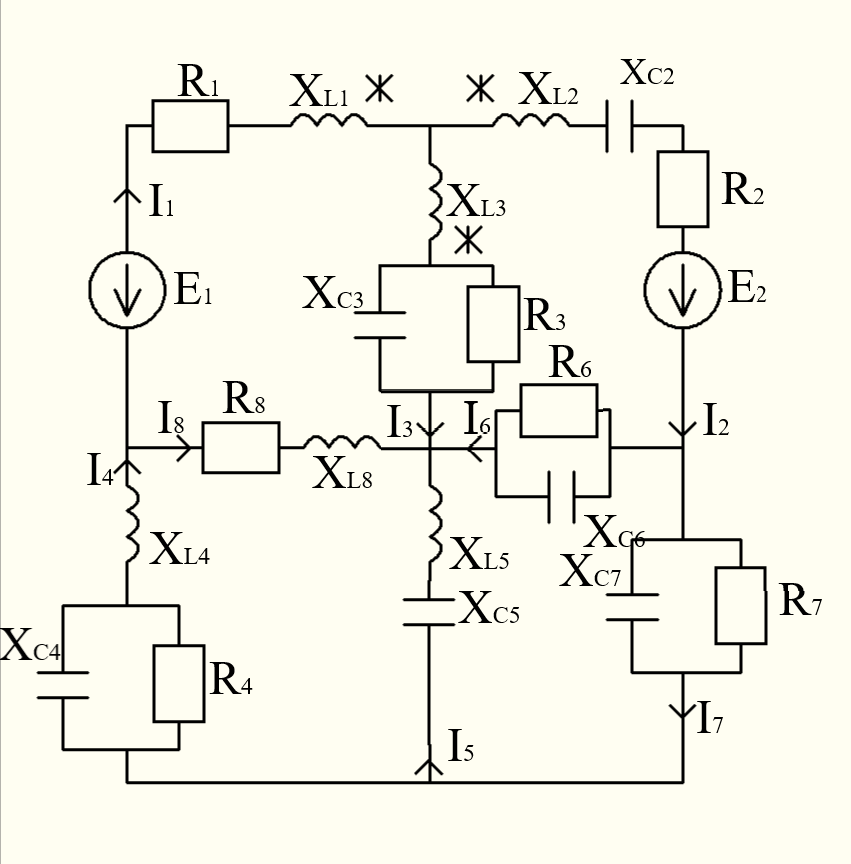 R1
XL1
XL2
XC2
I1
XL3
R2
E1
XC3
R3
E2
R6
I8
R8
I3
I6
I2
I4
XL8
XL4
XL5
XC6
XC7
XC5
R7
XC4
R4
I5
I7